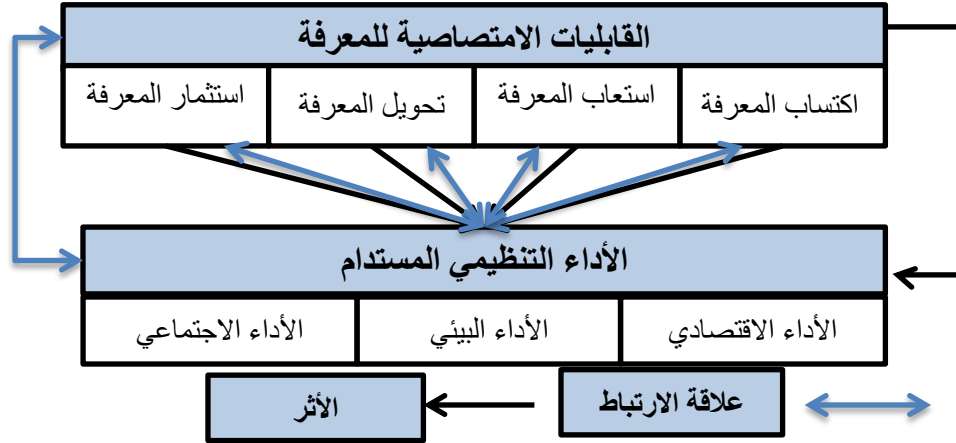 القابليات الامتصاصية للمعرفة
اكتساب المعرفة
استعاب المعرفة
تحويل المعرفة
استثمار المعرفة
الأداء التنظيمي المستدام
الأداء الاقتصادي
الأداء البيئي
الأداء الاجتماعي
علاقة الارتباط
الأثر